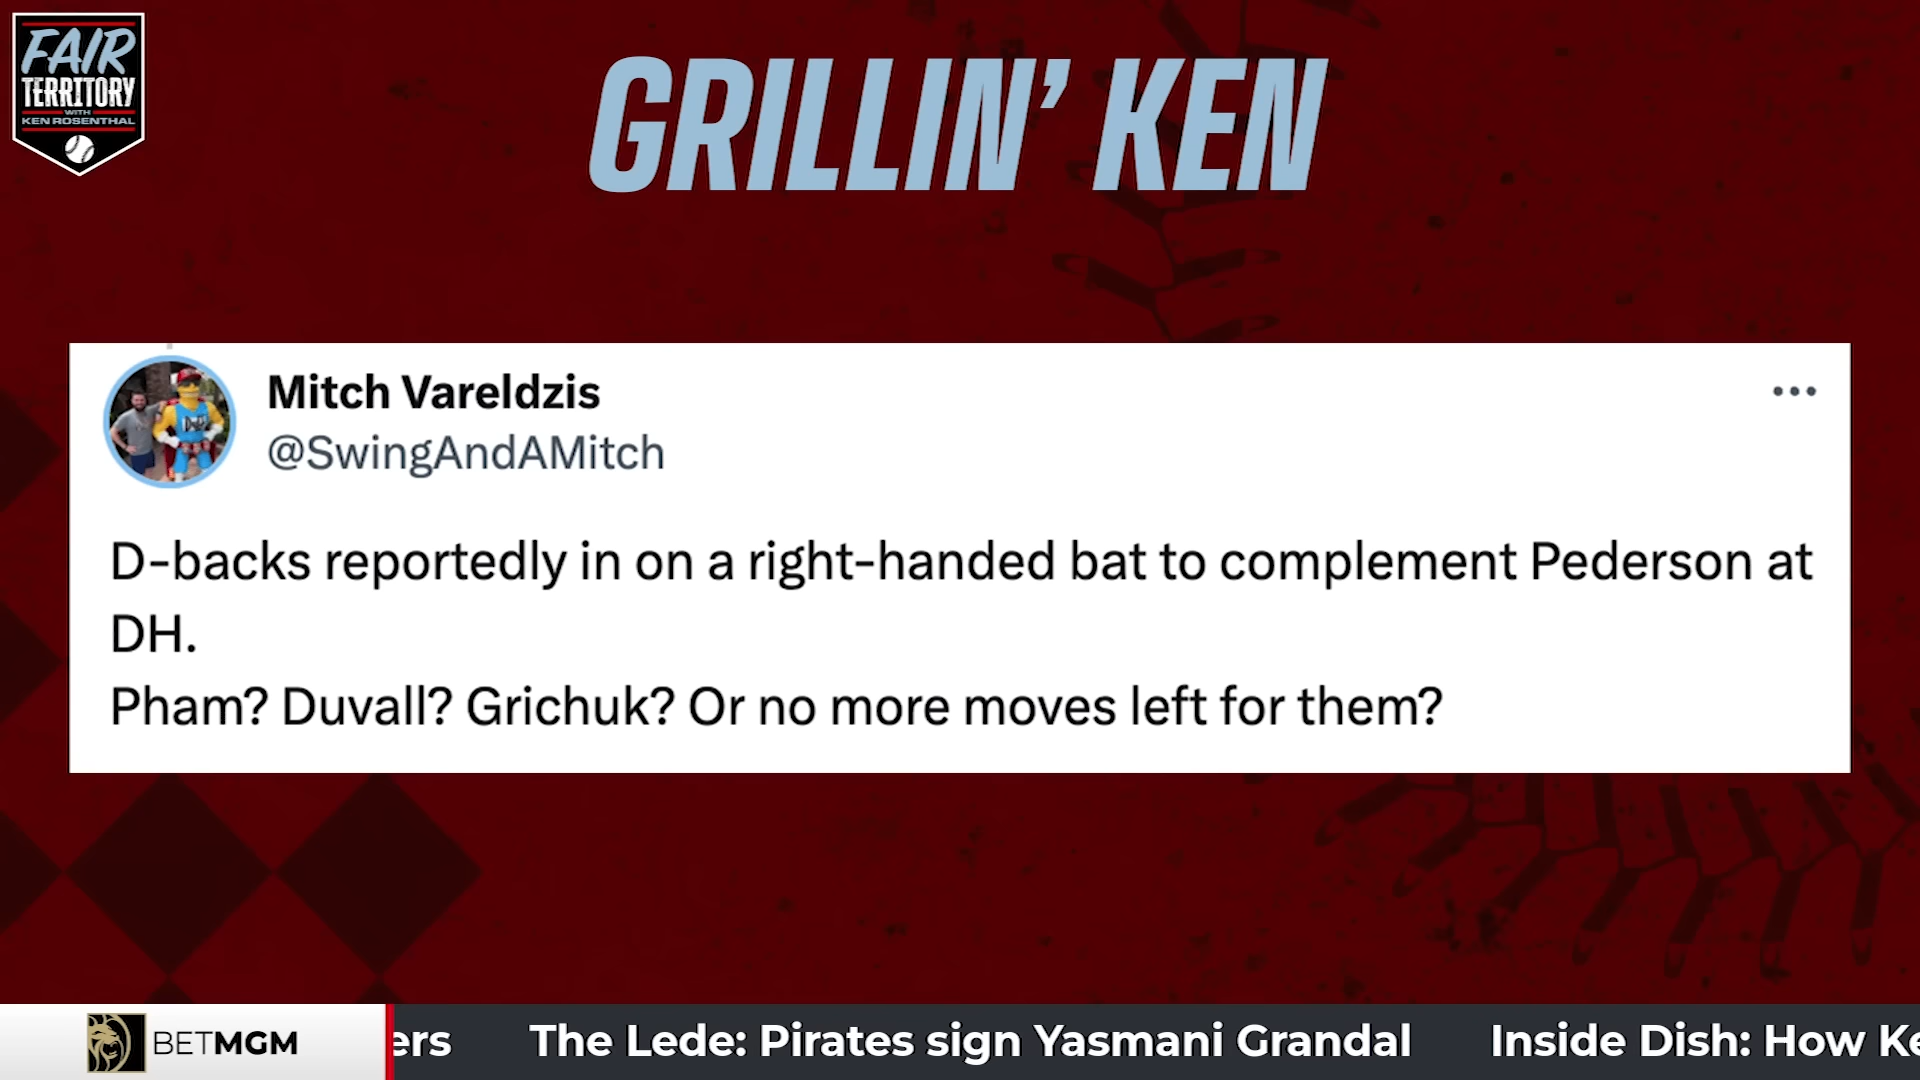 FAIR
TERRITORY
WITH
KEN ROSENTHAL
GRILLIN' KEN
Mitch Vareldzis
@SwingAndAMitch
D-backs reportedly in on a right-handed bat to complement Pederson at
DH.
Pham? Duvall? Grichuk? Or no more moves left for them?
BETMGM
ers The Lede: Pirates sign Yasmani Grandal Inside Dish: How Ke